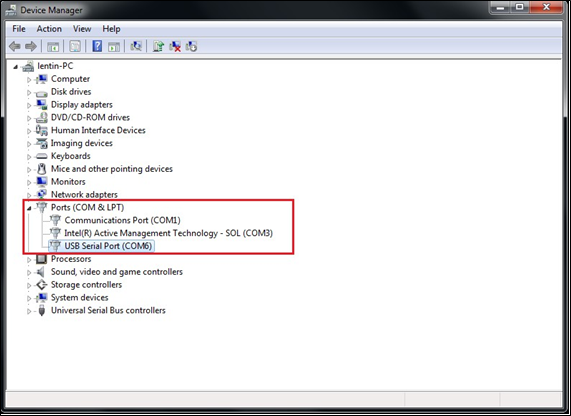 Device Manager
File Action View Help
lentin-PC
Computer
Disk drives
Display adapters
DVD/CD-ROM drives
Human Interface Devices
Imaging devices
Keyboards
Mice and other pointing devices
Monitors
Network adapters
Ports (COM & LPT)
Communications Port (COM1)
Intel(R) Active Management Technology - SOL (COM3)
USB Serial Port (COM6)
Processors
Sound, video and game controllers
Storage controllers
System devices
Universal Serial Bus controllers